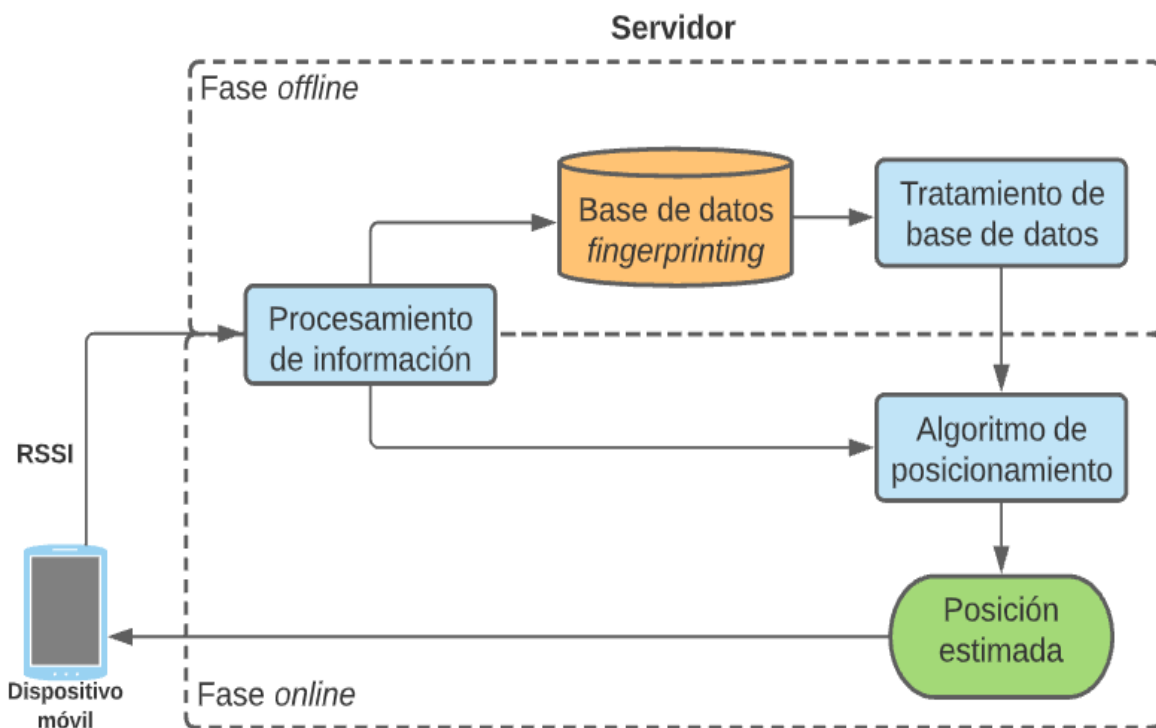 Servidor
Fase offline
Base de datos
fingerprinting
Tratamiento de
base de datos
Procesamiento
de información
RSSI
Algoritmo de
posicionamiento
Posición
estimada
Dispositivo
móvil
Fase online